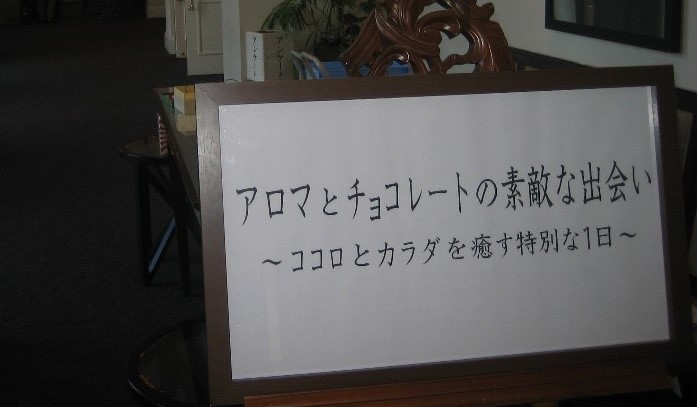 アロマとチョコレートの素敵な出会い
～ココロとカラダを癒す特別な1日～